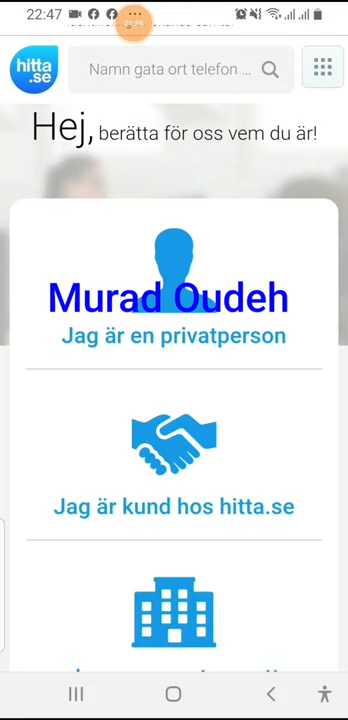 22:47
hitta
.se
Namn gata ort telefon ...
Hej, berätta för oss vem du är!
Murad Oudeh
Jag är en privatperson
Jag är kund hos hitta.se